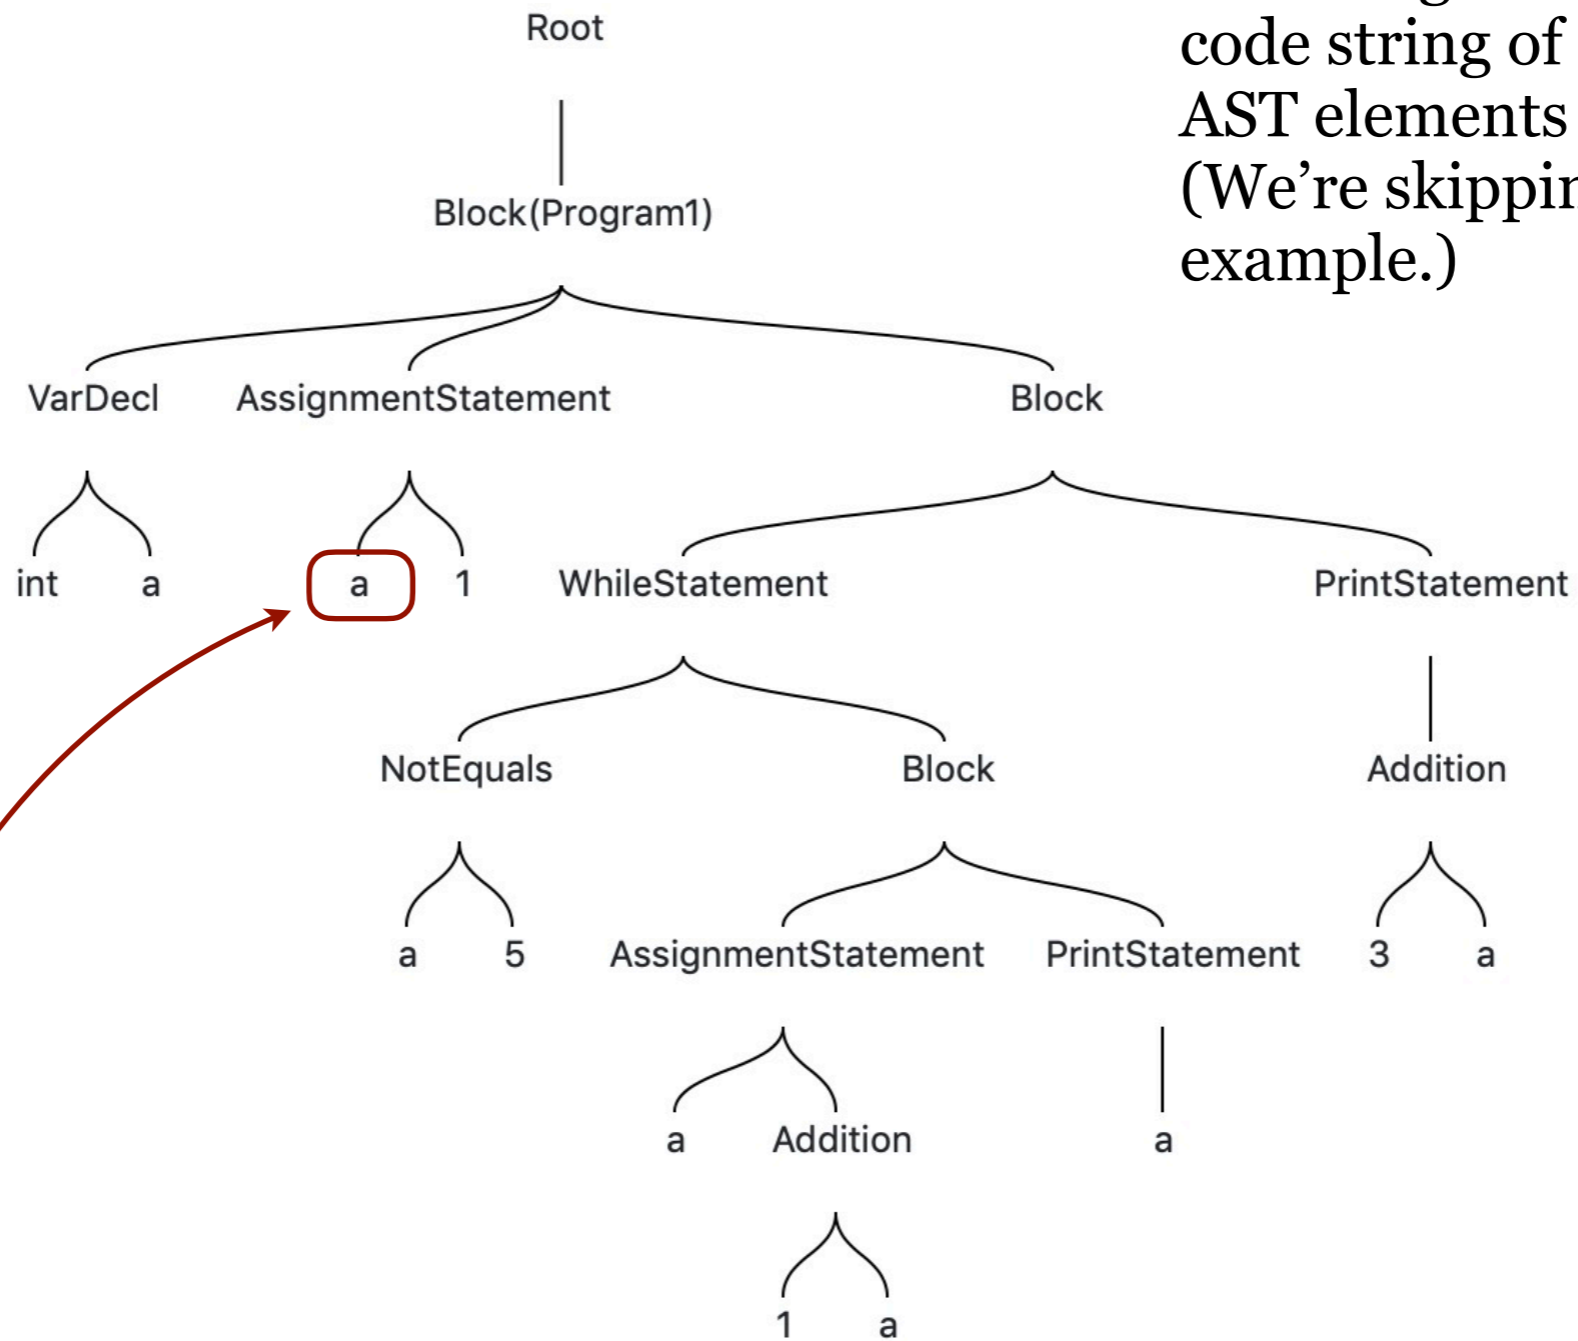 Root
code string of
AST elements
(We’re skippin
example.)
Block(Program1)
VarDecl AssignmentStatement Block
int a a 1 WhileStatement PrintStatement
NotEquals Block Addition
a 5 AssignmentStatement PrintStatement 3 a
a Addition a
1 a